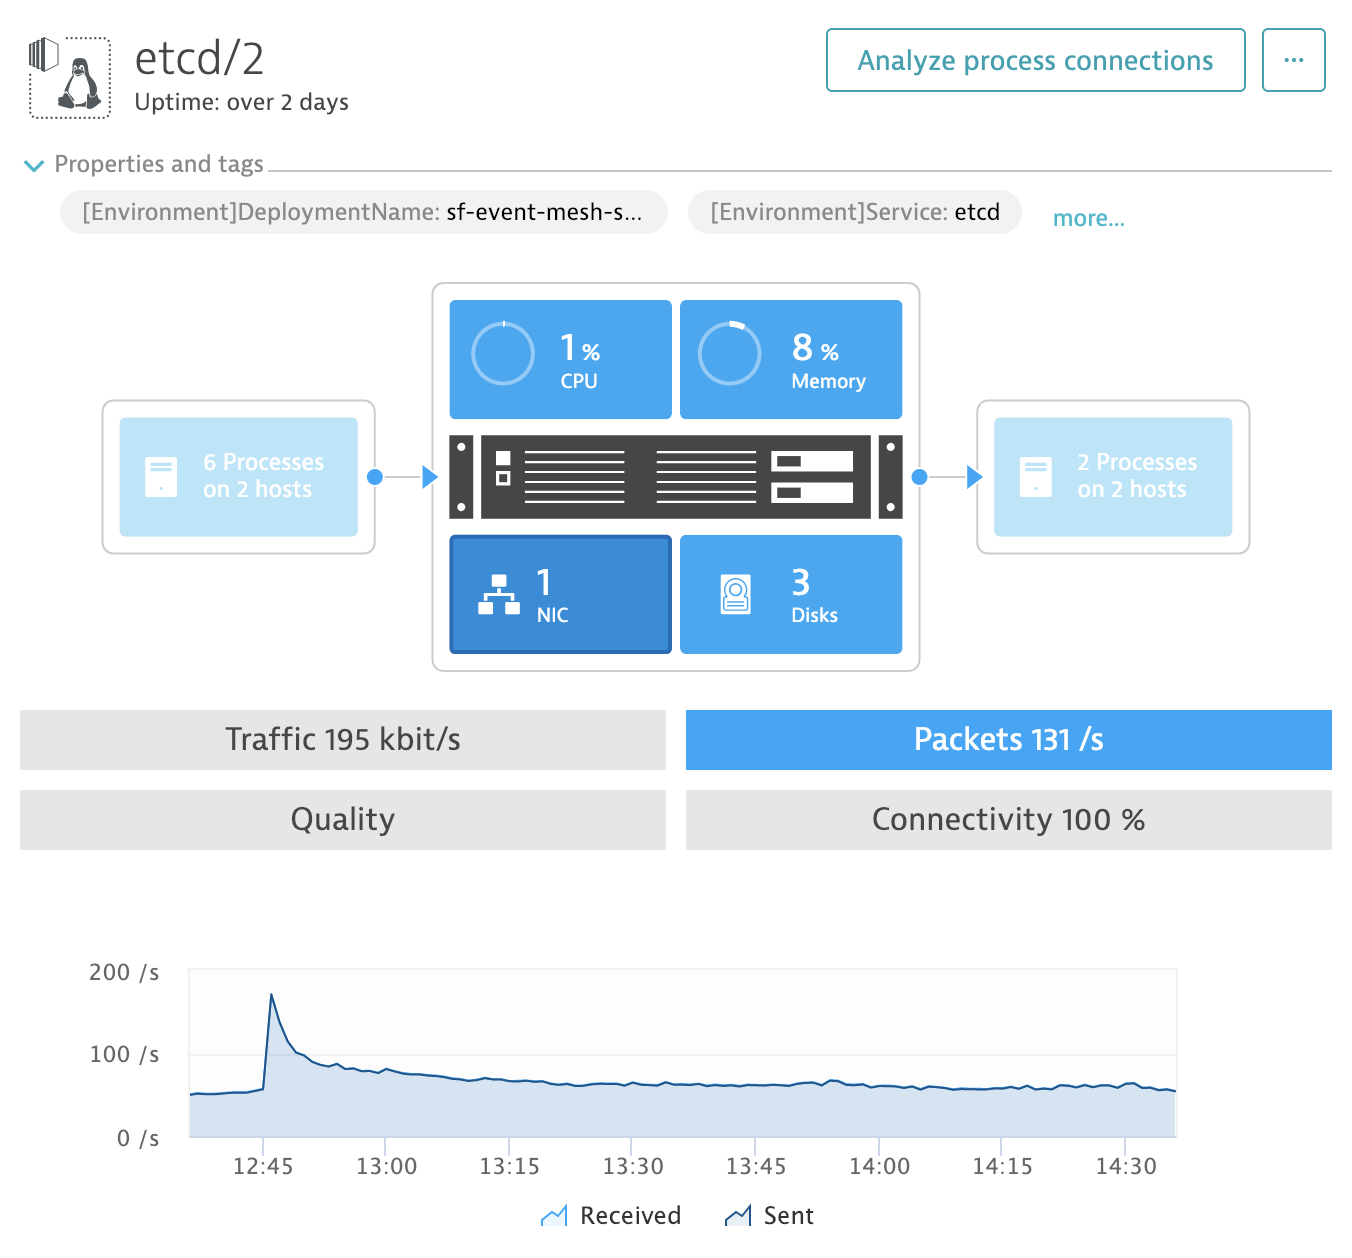 etcd/2
Uptime: over 2 days
Analyze process connections
...
Properties and tags
[Environment]DeploymentName: sf-event-mesh-s...
[Environment]Service: etcd
more...
1 %
CPU
8 %
Memory
6 Processes
on 2 hosts
2 Processes
on 2 hosts
1
NIC
3
Disks
Traffic 195 kbit/s
Packets 131 /s
Quality
Connectivity 100 %
200 /s
100 /s
0 /s
12:45 13:00 13:15 13:30 13:45 14:00 14:15 14:30
Received Sent